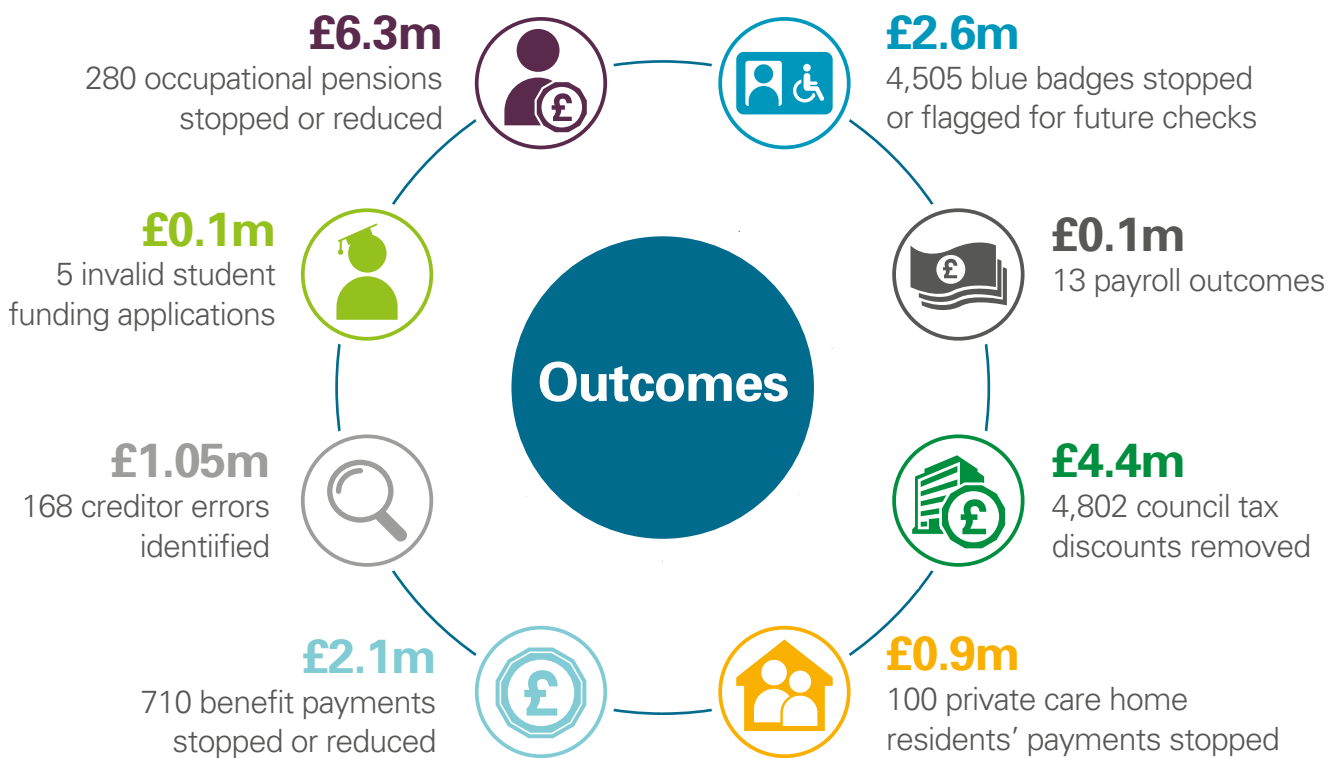 £6.3m
280 occupational pensions
stopped or reduced
£
£2.6m
4,505 blue badges stopped
or flagged for future checks
£0.1m
5 invalid student
funding applications
£
£0.1m
13 payroll outcomes
Outcomes
£1.05m
168 creditor errors
identiified
£
£4.4m
4,802 council tax
discounts removed
£2.1m
710 benefit payments
stopped or reduced
£
£0.9m
100 private care home
residents’ payments stopped